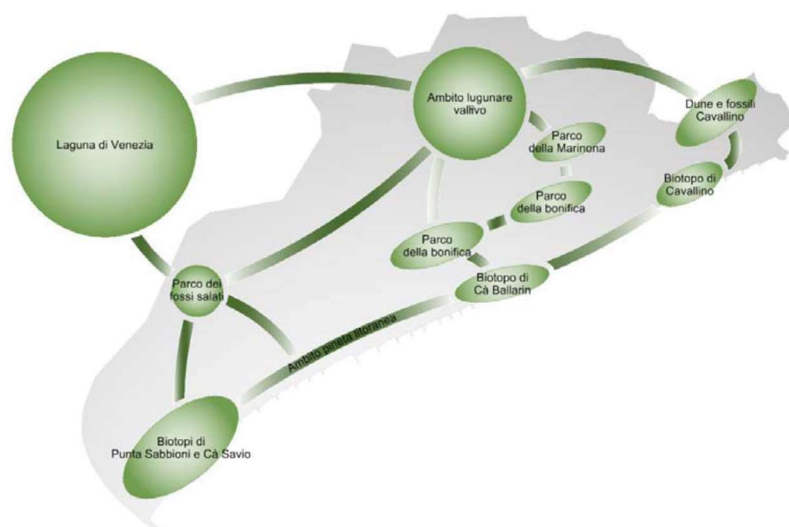 Laguna di Venezia
Ambito lugunare
vallivo
Dune e fossili
Cavallino
Parco
della Marinona
Biotopo di
Cavallino
Parco
della bonifica
Parco
della bonifica
Biotopo di
Cà Ballarin
Parco dei
fossi salati
Ambito pineta litoranea
Biotopi di
Punta Sabbioni e Cà Savio